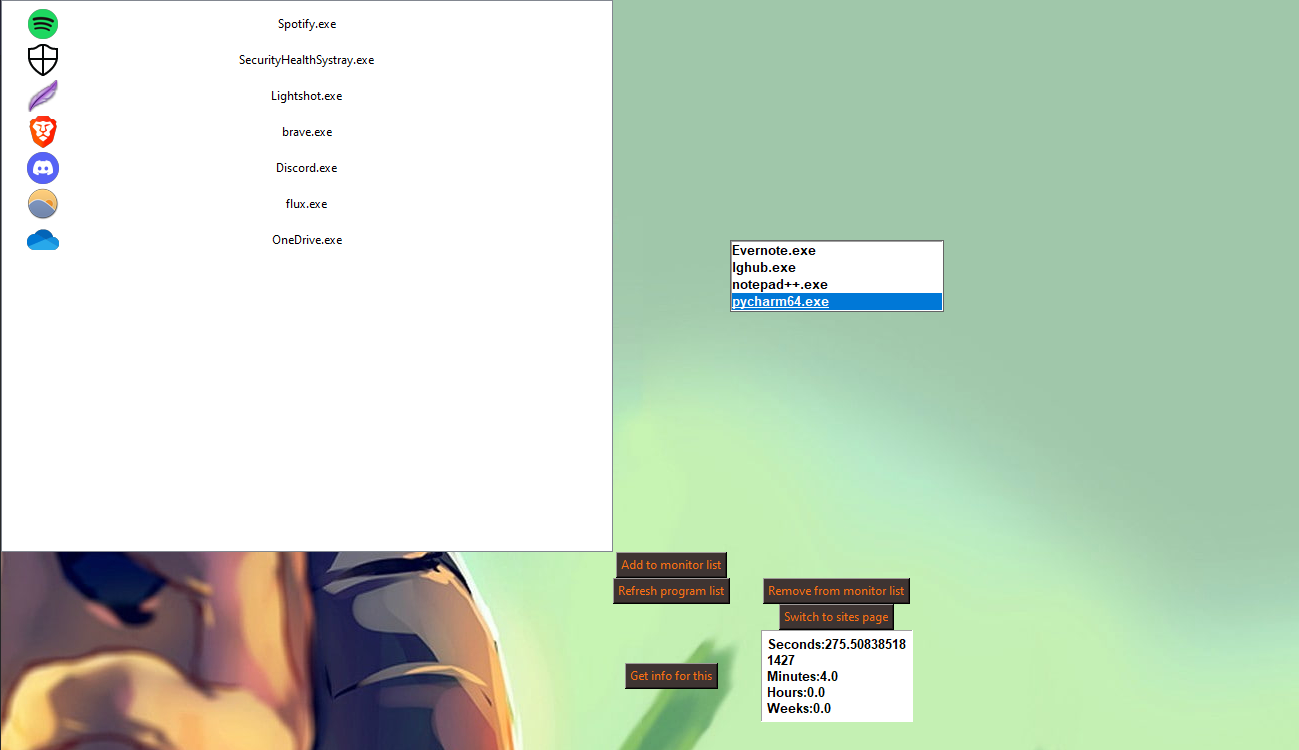 Spotify.exe
SecurityHealthSystray.exe
Lightshot.exe
brave.exe
Discord.exe
flux.exe
OneDrive.exe
Evernote.exe
lghub.exe
notepad++.exe
pycharm64.exe
Add to monitor list
Refresh program list
Remove from monitor list
Switch to sites page
Get info for this
Seconds:275.50838518
1427
Minutes:4.0
Hours:0.0
Weeks:0.0